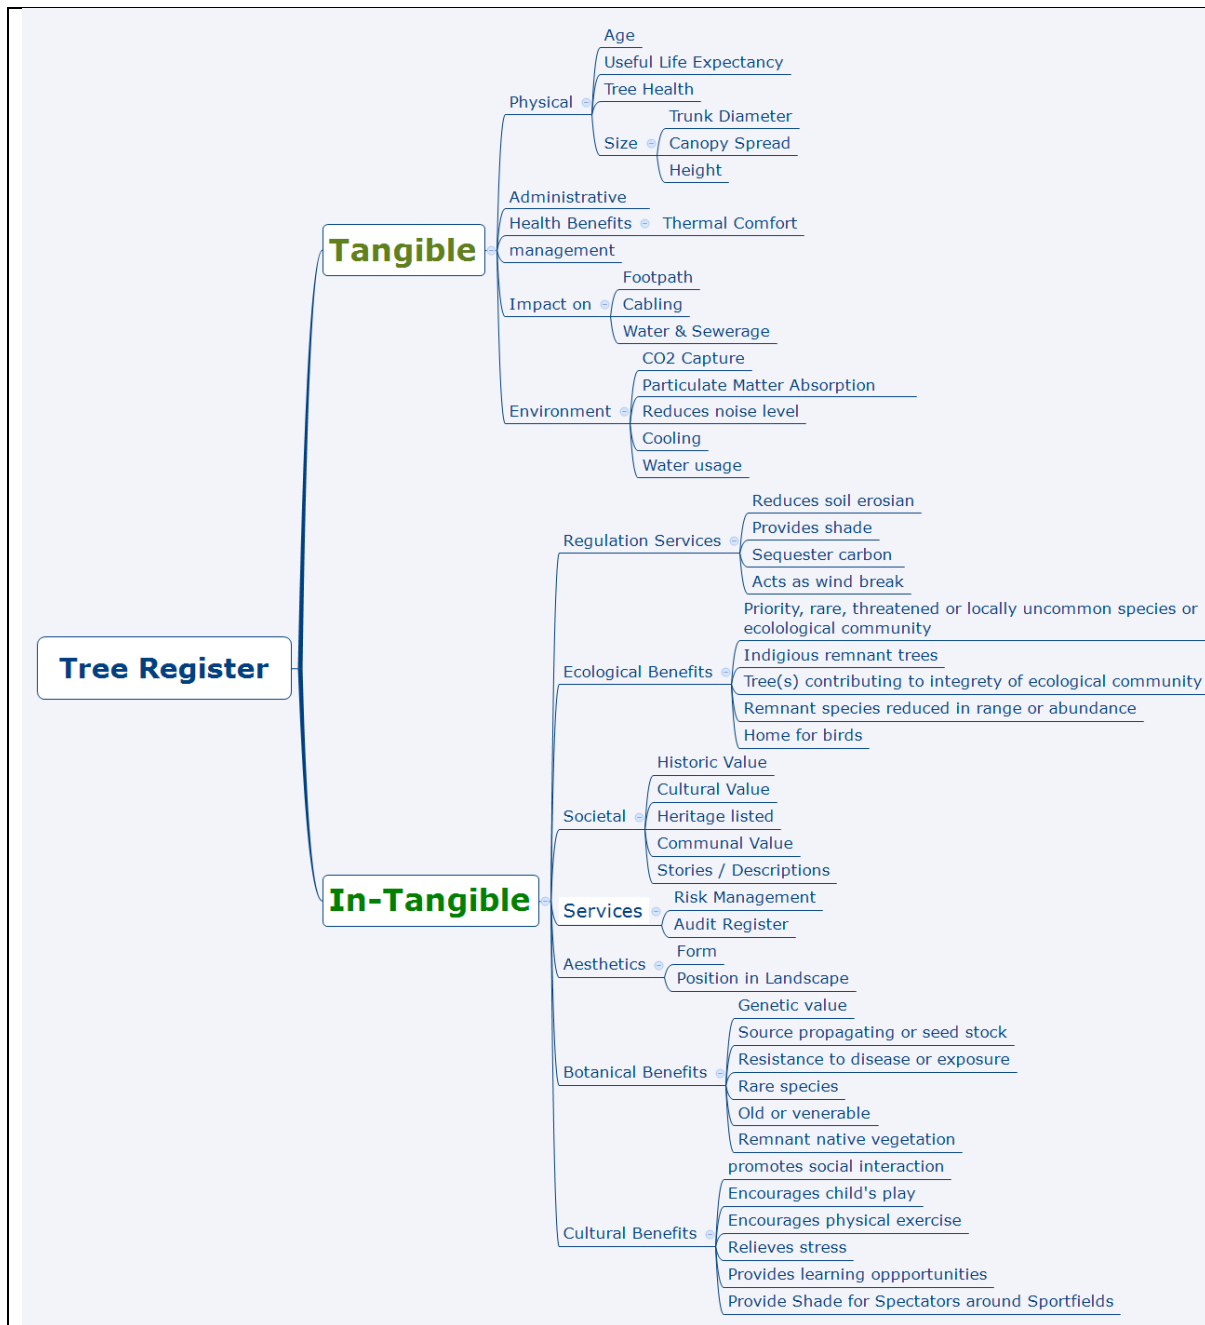 Tree Register
Tangible
Physical
Age
Useful Life Expectancy
Tree Health
Size
Trunk Diameter
Canopy Spread
Height
Administrative
Health Benefits
Thermal Comfort
management
Impact on
Footpath
Cabling
Water & Sewerage
Environment
CO2 Capture
Particulate Matter Absorption
Reduces noise level
Cooling
Water usage
In-Tangible
Regulation Services
Reduces soil erosian
Provides shade
Sequester carbon
Acts as wind break
Ecological Benefits
Priority, rare, threatened or locally uncommon species or
ecolological community
Indigious remnant trees
Tree(s) contributing to integrety of ecological community
Remnant species reduced in range or abundance
Home for birds
Societal
Historic Value
Cultural Value
Heritage listed
Communal Value
Stories / Descriptions
Services
Risk Management
Audit Register
Aesthetics
Form
Position in Landscape
Botanical Benefits
Genetic value
Source propagating or seed stock
Resistance to disease or exposure
Rare species
Old or venerable
Remnant native vegetation
Cultural Benefits
promotes social interaction
Encourages child's play
Encourages physical exercise
Relieves stress
Provides learning oppportunities
Provide Shade for Spectators around Sportfields